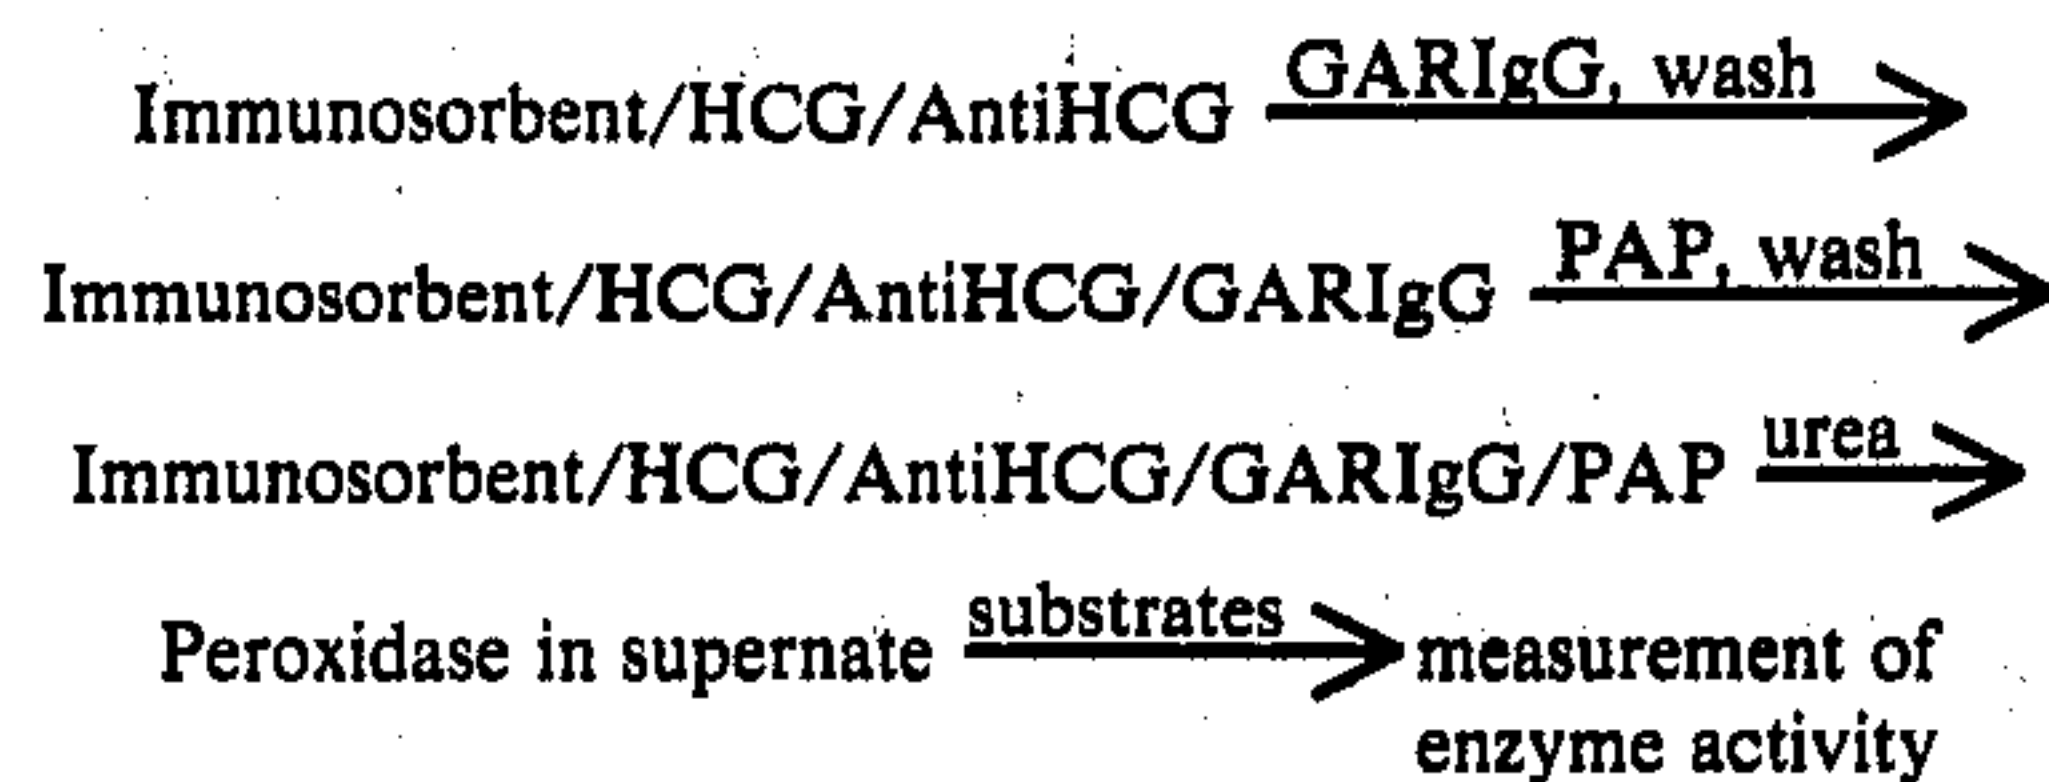 Immunosorbent/HCG/AntiHCG GARIgG, wash
Immunosorbent/HCG/AntiHCG/GARIgG PAP, wash
Immunosorbent/HCG/AntiHCG/GARIgG/PAP urea
Peroxidase in supernate substrates measurement of
enzyme activity